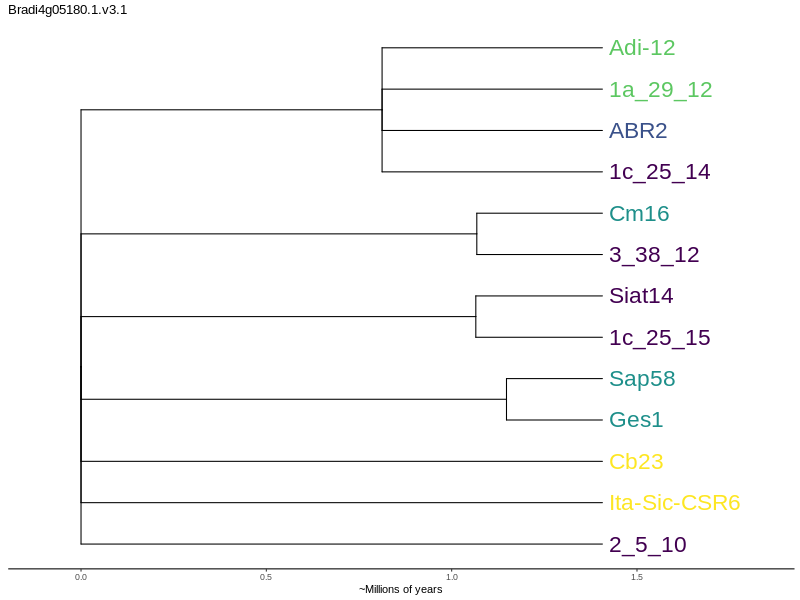 Bradi4g05180.1.v3.1
Adi-12
1a_29_12
ABR2
1c_25_14
Cm16
3_38_12
Siat14
1c_25_15
Sap58
Ges1
Cb23
Ita-Sic-CSR6
2_5_10
0.0 0.5 1.0 1.5
~Millions of years